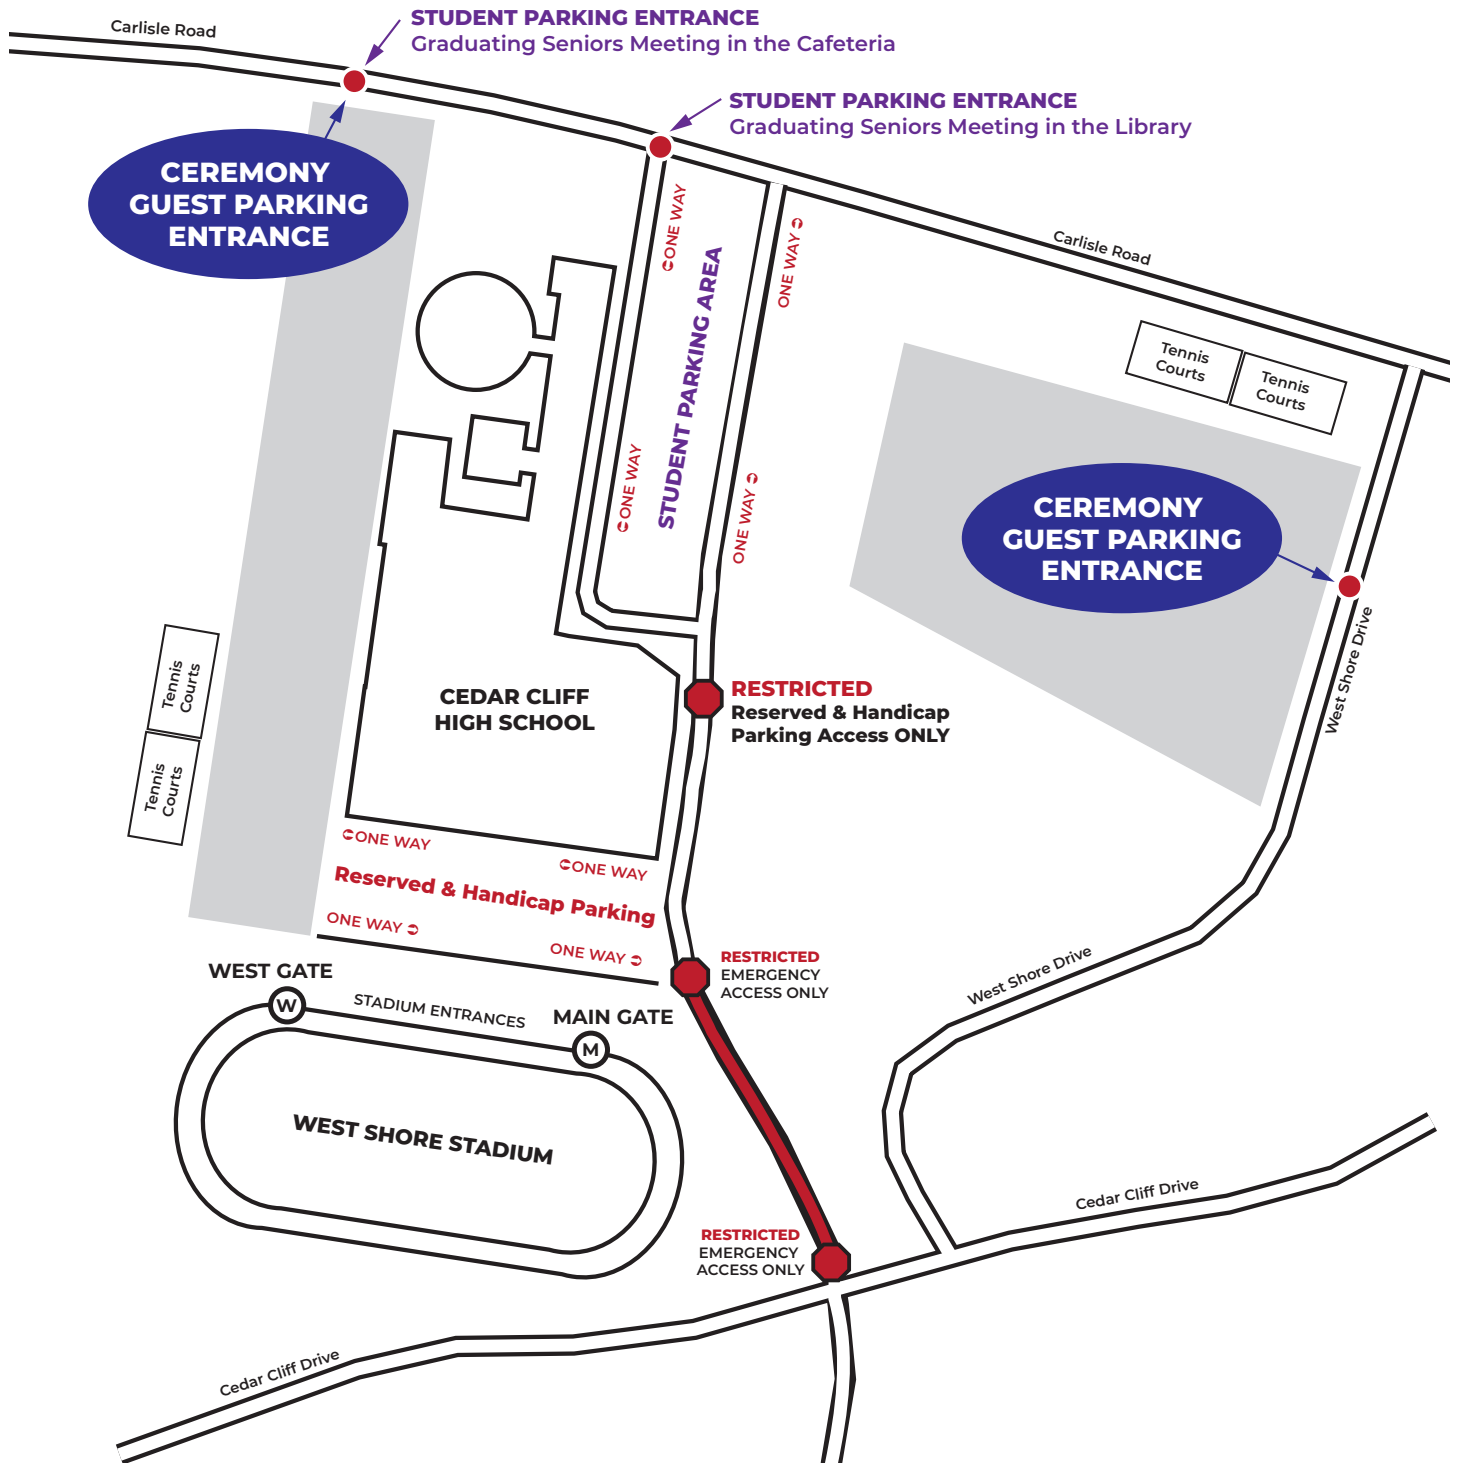 STUDENT PARKING ENTRANCE
Graduating Seniors Meeting in the Cafeteria
Carlisle Road
STUDENT PARKING ENTRANCE
Graduating Seniors Meeting in the Library
CEREMONY
GUEST PARKING
ENTRANCE
ONE WAY
ONE WAY
STUDENT PARKING AREA
ONE WAY
ONE WAY
Carlisle Road
Tennis
Courts
Tennis
Courts
CEREMONY
GUEST PARKING
ENTRANCE
West Shore Drive
Tennis
Courts
Tennis
Courts
CEDAR CLIFF
HIGH SCHOOL
RESTRICTED
Reserved & Handicap
Parking Access ONLY
ONE WAY
ONE WAY
Reserved & Handicap Parking
ONE WAY
ONE WAY
RESTRICTED
EMERGENCY
ACCESS ONLY
West Shore Drive
WEST GATE
W
STADIUM ENTRANCES
MAIN GATE
M
WEST SHORE STADIUM
Cedar Cliff Drive
RESTRICTED
EMERGENCY
ACCESS ONLY
Cedar Cliff Drive